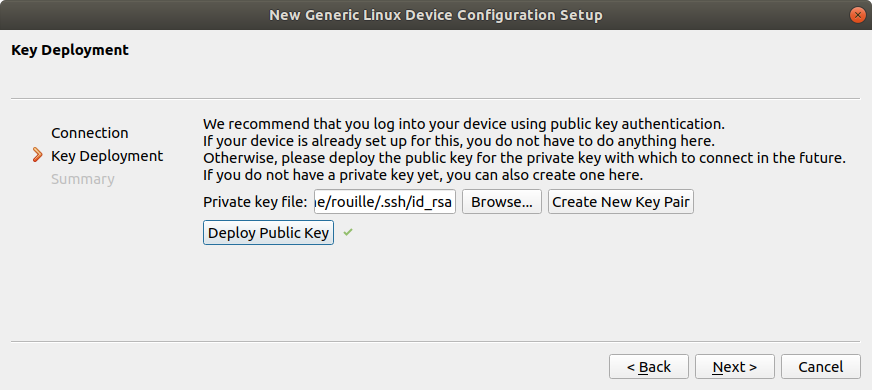 New Generic Linux Device Configuration Setup
Key Deployment
Connection
Key Deployment
Summary
We recommend that you log into your device using public key authentication.
If your device is already set up for this, you do not have to do anything here.
Otherwise, please deploy the public key for the private key with which to connect in the future.
If you do not have a private key yet, you can also create one here.
Private key file: ne/rouille/.ssh/id_rsa Browse... Create New Key Pair
Deploy Public Key
< Back Next > Cancel